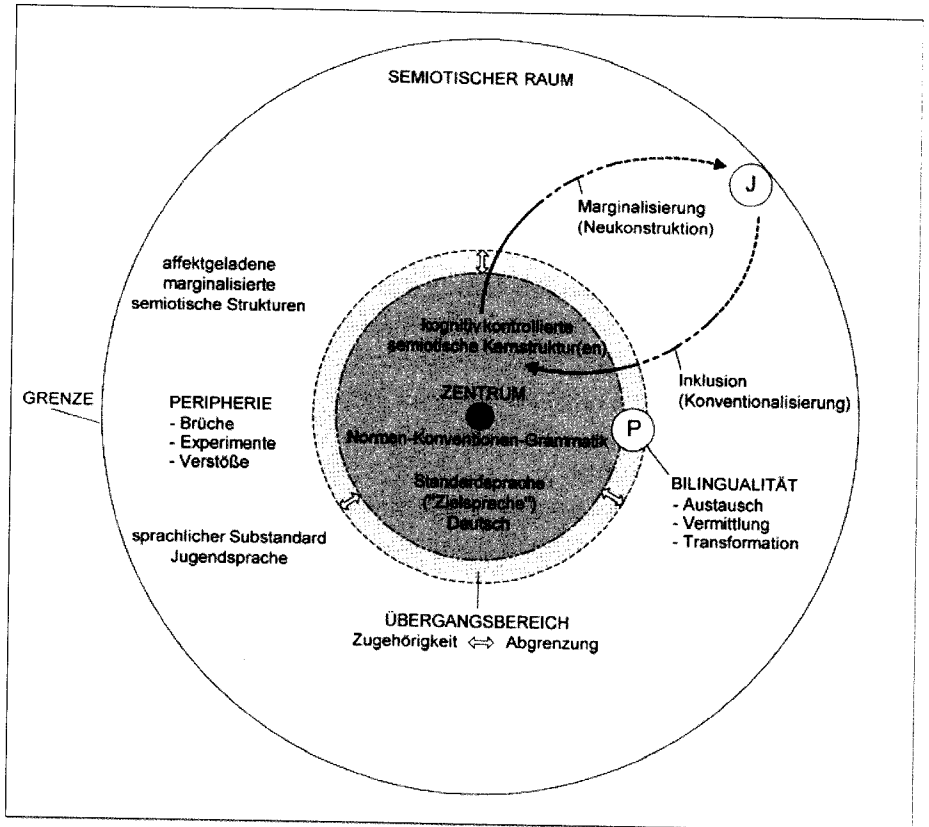 SEMIOTISCHER RAUM
J
Marginalisierung
(Neukonstruktion)
affektgeladene
marginalisierte
semiotische Strukturen
kognitiv kontrollierte
semiotische Kernstruktur(en)
Inklusion
(Konventionalisierung)
GRENZE
PERIPHERIE
- Brüche
- Experimente
- Verstöße
ZENTRUM
Normen-Konventionen-Grammatik
P
Standardsprache
("Zielsprache")
Deutsch
BILINGUALITÄT
- Austausch
- Vermittlung
- Transformation
sprachlicher Substandard
Jugendsprache
ÜBERGANGSBEREICH
Zugehörigkeit ⇔ Abgrenzung